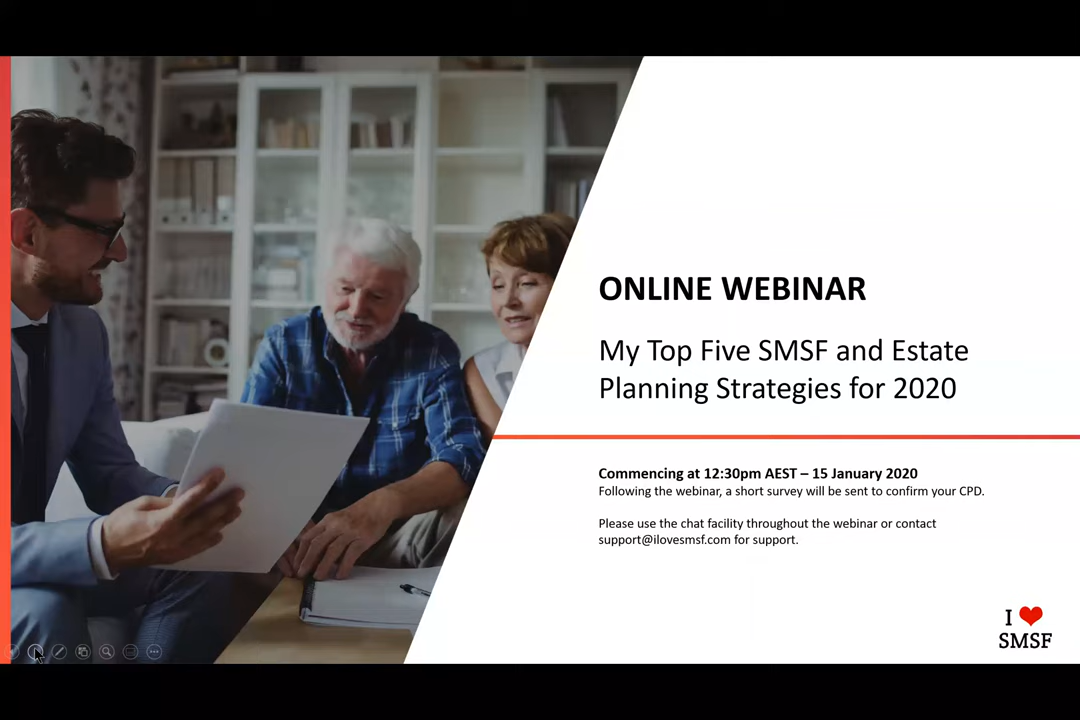 ONLINE WEBINAR
My Top Five SMSF and Estate
Planning Strategies for 2020
Commencing at 12:30pm AEST – 15 January 2020
Following the webinar, a short survey will be sent to confirm your CPD.
Please use the chat facility throughout the webinar or contact
support@ilovesmsf.com for support.
I ❤
SMSF